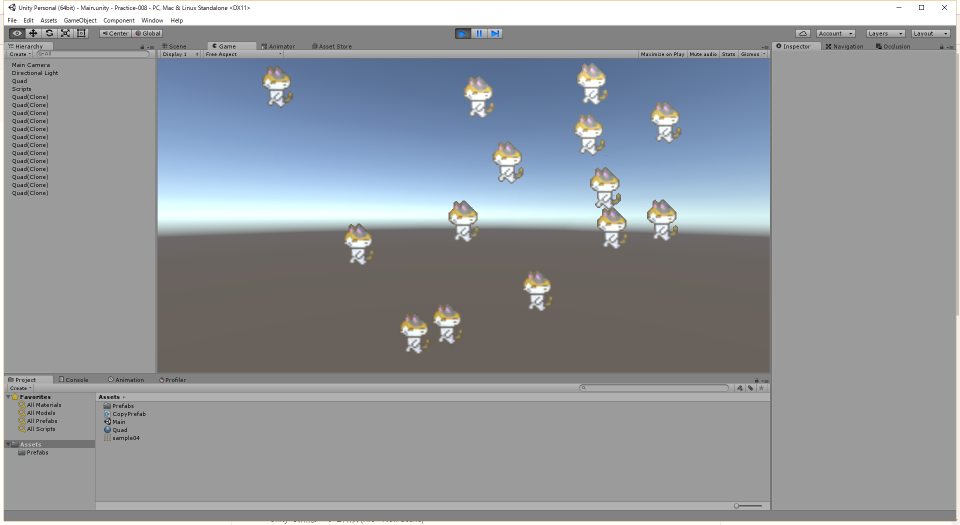 Unity Personal (64bit) - Main.unity - Practice-008 - PC, Mac & Linux Standalone <DX11>
File Edit Assets GameObject Component Window Help
Center Global Account Layers Layout
Hierarchy Scene Game Animator Asset Store Inspector Navigation Occlusion
Create All Display 1 Free Aspect Maximize on Play Mute audio Stats Gizmos
Main Camera
Directional Light
Quad
Scripts
Quad(Clone)
Quad(Clone)
Quad(Clone)
Quad(Clone)
Quad(Clone)
Quad(Clone)
Quad(Clone)
Quad(Clone)
Quad(Clone)
Quad(Clone)
Quad(Clone)
Quad(Clone)
Quad(Clone)
Project Console Animation Profiler
Create
Favorites
All Materials
All Models
All Prefabs
All Scripts
Assets
Prefabs
Assets
Prefabs
CopyPrefab
Main
Quad
sample04